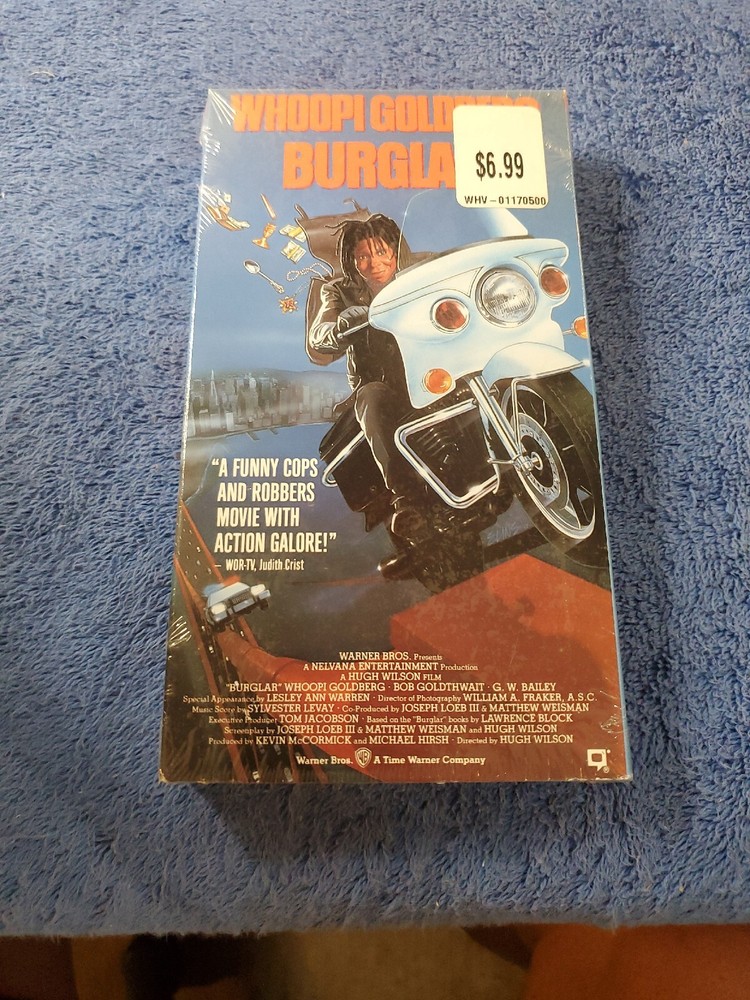 WHOOPI GOLDBERG
BURGLA
$6.99
WHV-01170500
"A FUNNY COPS
AND ROBBERS
MOVIE WITH
ACTION GALORE!"
— WOR-TV, Judith Crist
WARNER BROS. Presents
A NELVANA ENTERTAINMENT Production
A HUGH WILSON FILM
"BURGLAR" WHOOPI GOLDBERG · BOB GOLDTHWAIT · G. W. BAILEY
Special Appearance by LESLEY ANN WARREN · Director of Photography WILLIAM A. FRAKER, A.S.C.
Music Score by SYLVESTER LEVAY · Co-Produced by JOSEPH LOEB III & MATTHEW WEISMAN
Executive Producer TOM JACOBSON · Based on the "Burglar" books by LAWRENCE BLOCK
Screenplay by JOSEPH LOEB III & MATTHEW WEISMAN and HUGH WILSON
Produced by KEVIN McCORMICK and MICHAEL HIRSH · Directed by HUGH WILSON
Warner Bros. WB A Time Warner Company